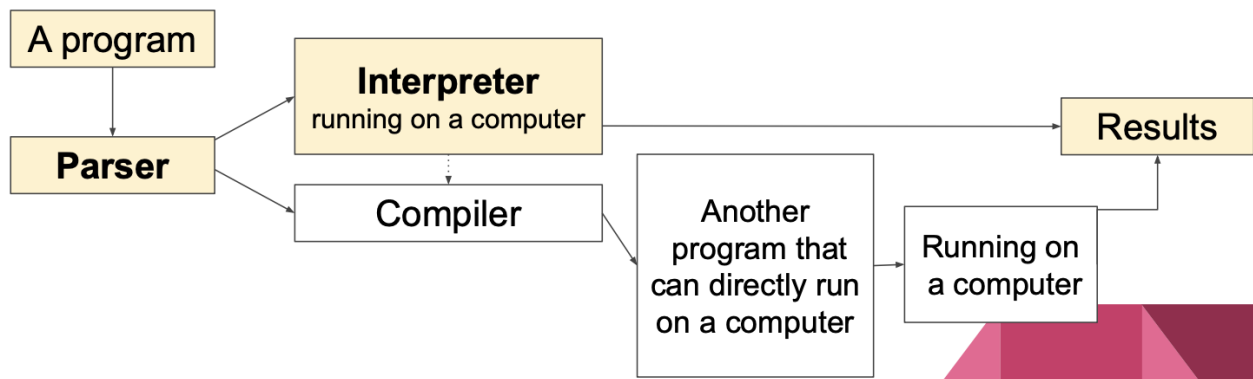 A program
Parser
Interpreter
running on a computer
Compiler
Another
program that
can directly run
on a computer
Running on
a computer
Results